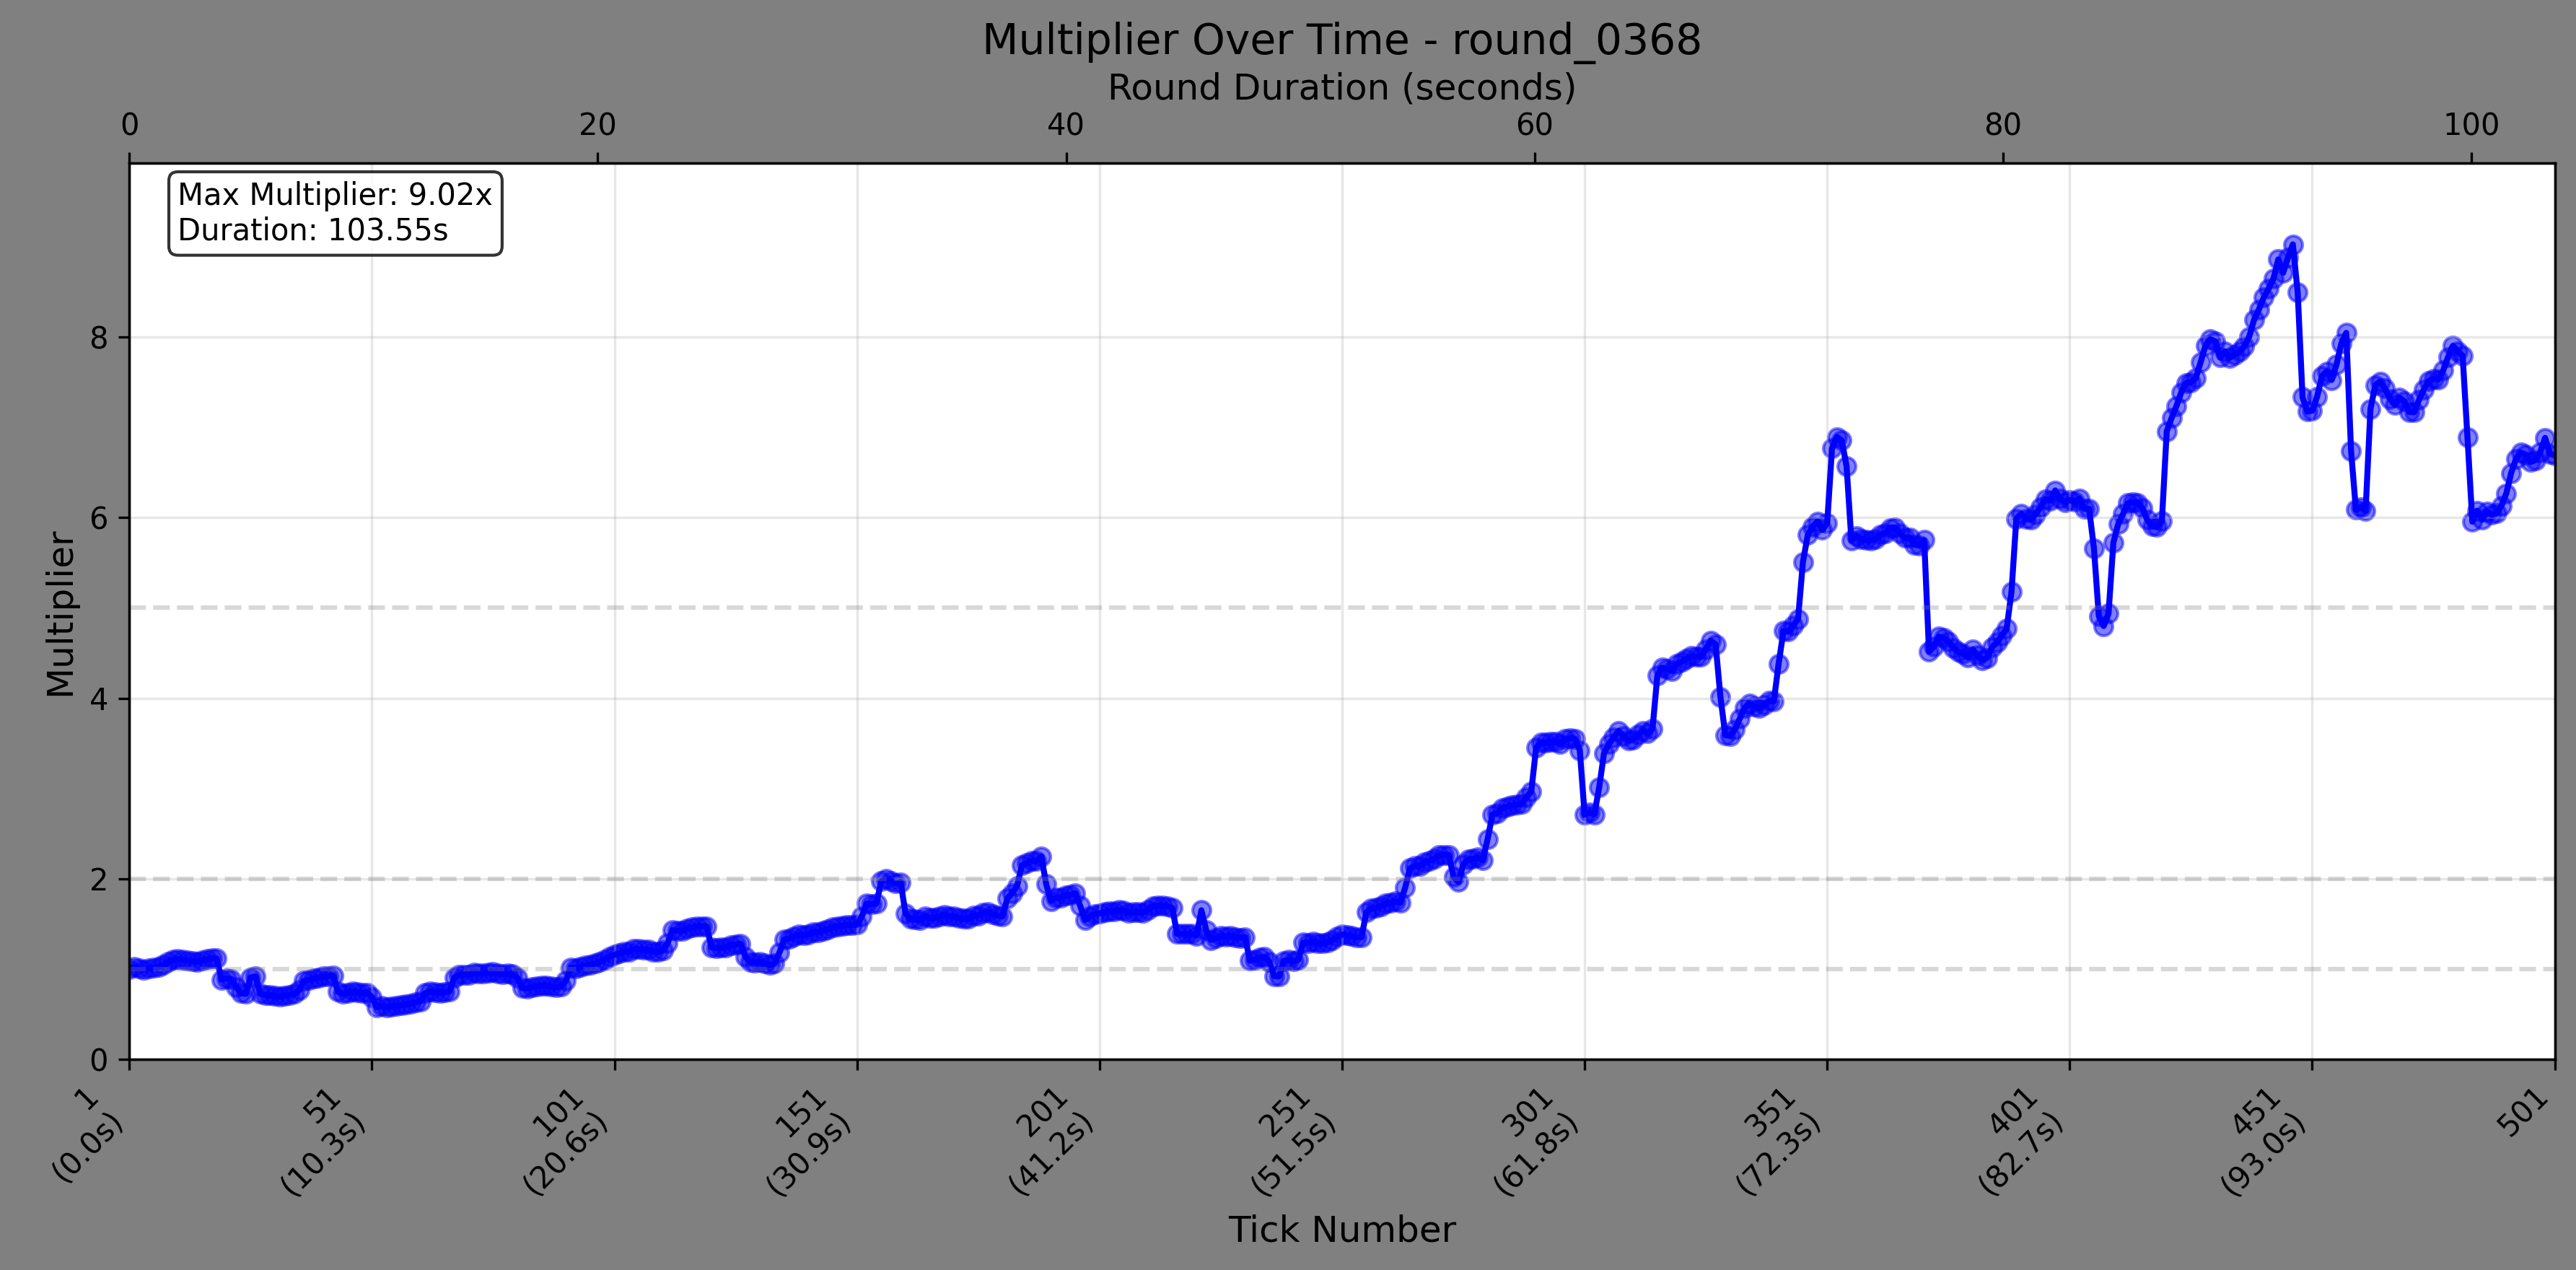 Multiplier Over Time - round_0368
Round Duration (seconds)
0 20 40 60 80 100
Max Multiplier: 9.02x
Duration: 103.55s
Multiplier
8
6
4
2
0
1
(0.0s)
51
(10.3s)
101
(20.6s)
151
(30.9s)
201
(41.2s)
251
(51.5s)
301
(61.8s)
351
(72.3s)
401
(82.7s)
451
(93.0s)
501
Tick Number